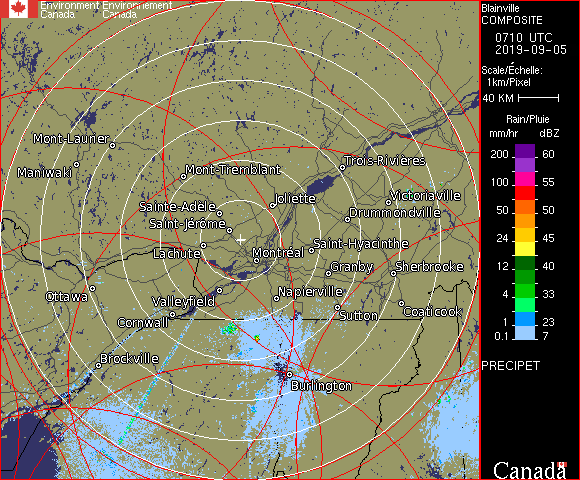 Environment Environnement
Canada Canada
Blainville
COMPOSITE
0710 UTC
2019-09-05
Scale/Échelle:
1km/Pixel
40 KM
Rain/Pluie
mm/hr dBZ
200 60
100 55
50 50
24 45
12 40
4 33
1 23
0.1 7
PRECIPET
Canada
Mont-Laurier
Maniwaki
Mont-Tremblant
Trois-Rivières
Joliette
Victoriaville
Sainte-Adèle
Drummondville
Saint-Jérôme
Saint-Hyacinthe
Lachute
Montréal
Granby
Sherbrooke
Ottawa
Valleyfield
Napierville
Cornwall
Sutton
Coaticook
Brockville
Burlington